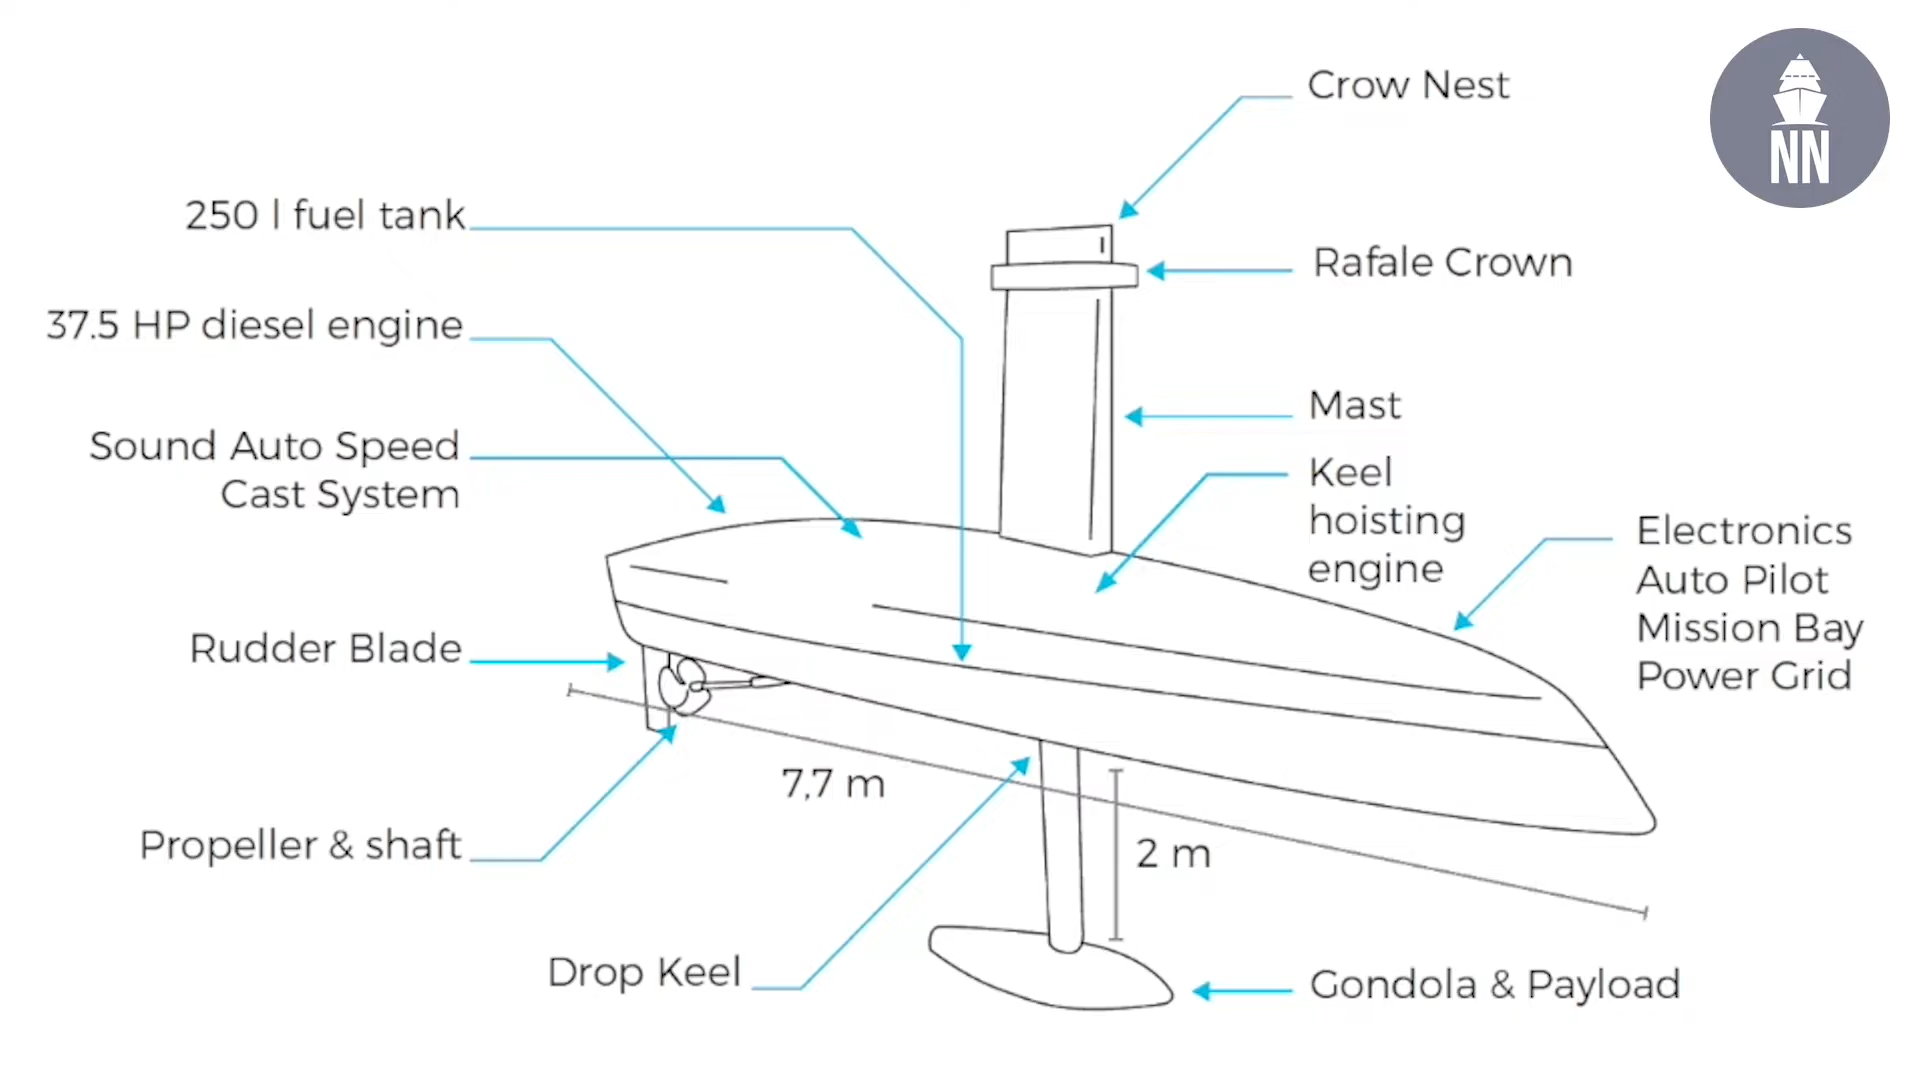 Crow Nest
NN
250 l fuel tank
Rafale Crown
37.5 HP diesel engine
Mast
Sound Auto Speed
Cast System
Keel
hoisting
engine
Electronics
Auto Pilot
Mission Bay
Power Grid
Rudder Blade
7,7 m
Propeller & shaft
2 m
Drop Keel
Gondola & Payload